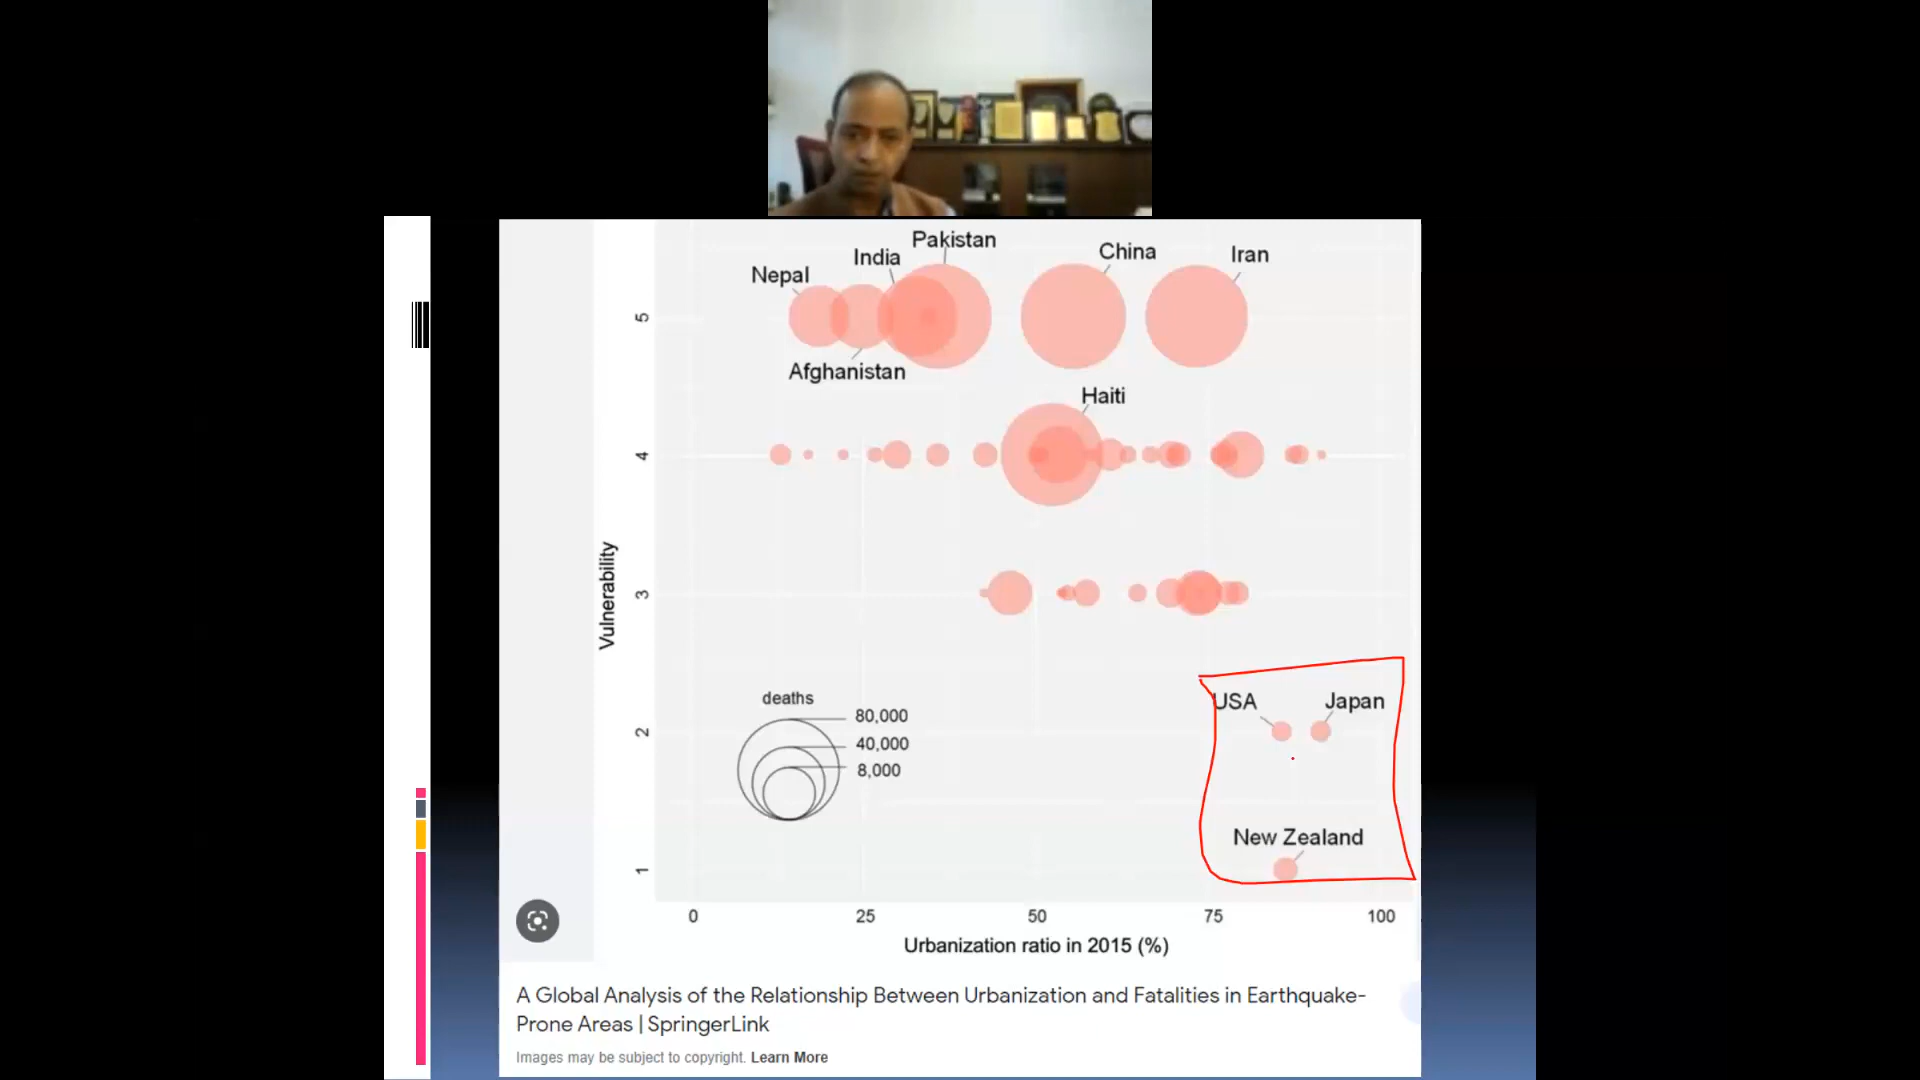 Pakistan
India
China
Iran
Nepal
5
Afghanistan
Haiti
4
Vulnerability
3
deaths
80,000
40,000
8,000
USA
Japan
2
New Zealand
1
0 25 50 75 100
Urbanization ratio in 2015 (%)
A Global Analysis of the Relationship Between Urbanization and Fatalities in Earthquake-
Prone Areas | SpringerLink
Images may be subject to copyright. Learn More